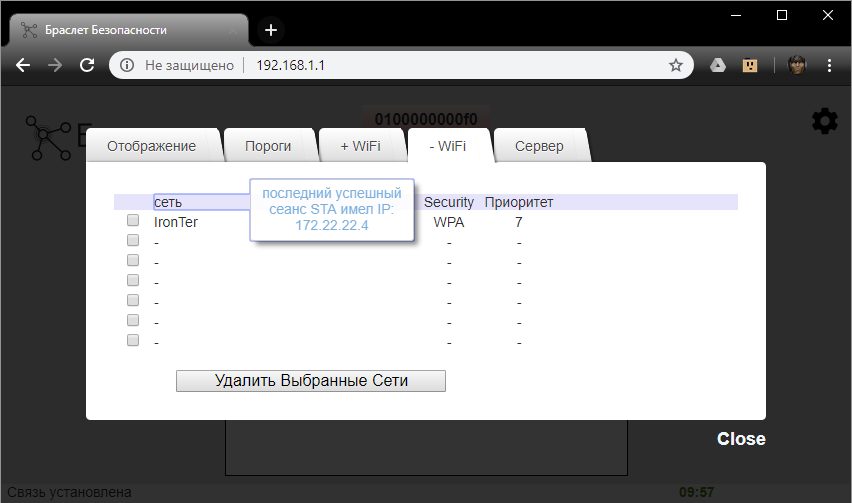 Браслет Безопасности
Не защищено 192.168.1.1
0100000000f0
Отображение Пороги + WiFi - WiFi Сервер
сеть Security Приоритет
последний успешный
сеанс STA имел IP:
172.22.22.4
IronTer WPA 7
- - -
- - -
- - -
- - -
- - -
- - -
Удалить Выбранные Сети
Close
Связь установлена 09:57